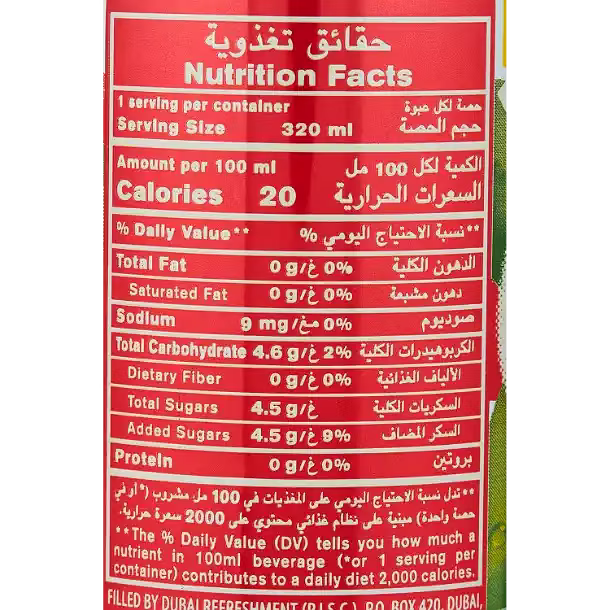 حقائق تغذوية
Nutrition Facts
1 serving per container حصة لكل عبوة
Serving Size 320 ml حجم الحصة
Amount per 100 ml الكمية لكل 100 مل
Calories 20 السعرات الحرارية
% Daily Value** **نسبة الاحتياج اليومي %
Total Fat 0 g/غ 0% الدهون الكلية
Saturated Fat 0 g/غ 0% دهون مشبعة
Sodium 9 mg/مغ 0% صوديوم
Total Carbohydrate 4.6 g/غ 2% الكربوهيدرات الكلية
Dietary Fiber 0 g/غ 0% الألياف الغذائية
Total Sugars 4.5 g/غ السكريات الكلية
Added Sugars 4.5 g/غ 9% السكر المضاف
Protein 0 g/غ 0% بروتين
**تدل نسبة الاحتياج اليومي على المغذيات في 100 مل مشروب (*أو في
حصة واحدة) مبنية على نظام غذائي محتوي على 2000 سعرة حرارية.
**The % Daily Value (DV) tells you how much a
nutrient in 100ml beverage (*or 1 serving per
container) contributes to a daily diet 2,000 calories.
FILLED BY DUBAI REFRESHMENT (P.J.S.C.), P.O. BOX 420, DUBAI,